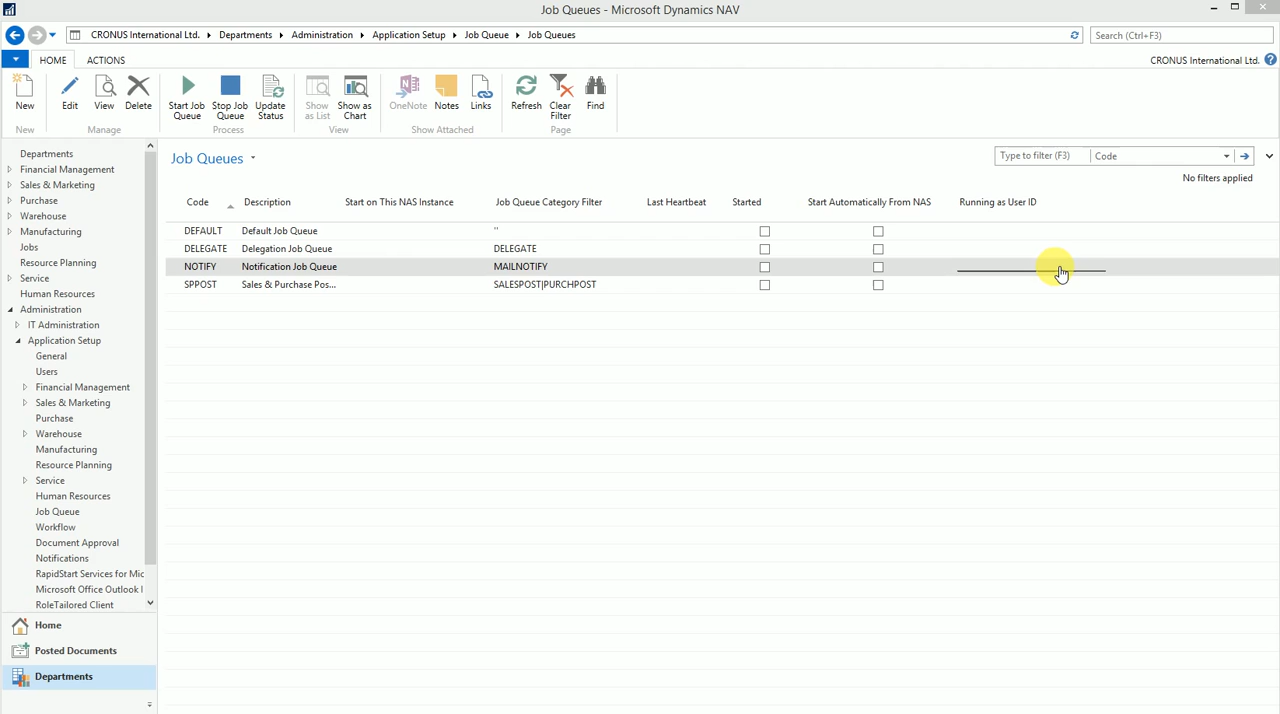 Job Queues - Microsoft Dynamics NAV
CRONUS International Ltd. Departments Administration Application Setup Job Queue Job Queues
Search (Ctrl+F3)
HOME ACTIONS
CRONUS International Ltd.
New Edit View Delete Start Job Queue Stop Job Queue Update Status Show as List Show as Chart OneNote Notes Links Refresh Clear Filter Find
New Manage Process View Show Attached Page
Departments
Financial Management
Sales & Marketing
Purchase
Warehouse
Manufacturing
Jobs
Resource Planning
Service
Human Resources
Administration
IT Administration
Application Setup
General
Users
Financial Management
Sales & Marketing
Purchase
Warehouse
Manufacturing
Resource Planning
Service
Human Resources
Job Queue
Workflow
Document Approval
Notifications
RapidStart Services for Mic
Microsoft Office Outlook I
RoleTailored Client
Home
Posted Documents
Departments
Job Queues
Type to filter (F3) Code
No filters applied
Code Description Start on This NAS Instance Job Queue Category Filter Last Heartbeat Started Start Automatically From NAS Running as User ID
DEFAULT Default Job Queue ''
DELEGATE Delegation Job Queue DELEGATE
NOTIFY Notification Job Queue MAILNOTIFY
SPPOST Sales & Purchase Pos... SALESPOST|PURCHPOST